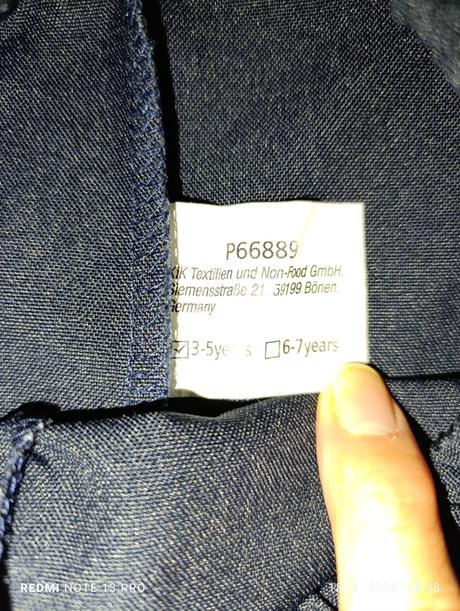 P66889
KiK Textilien und Non-Food GmbH,
Siemensstraße 21, 59199 Bönen,
Germany
3-5years 6-7years
REDMI NOTE 13 PRO